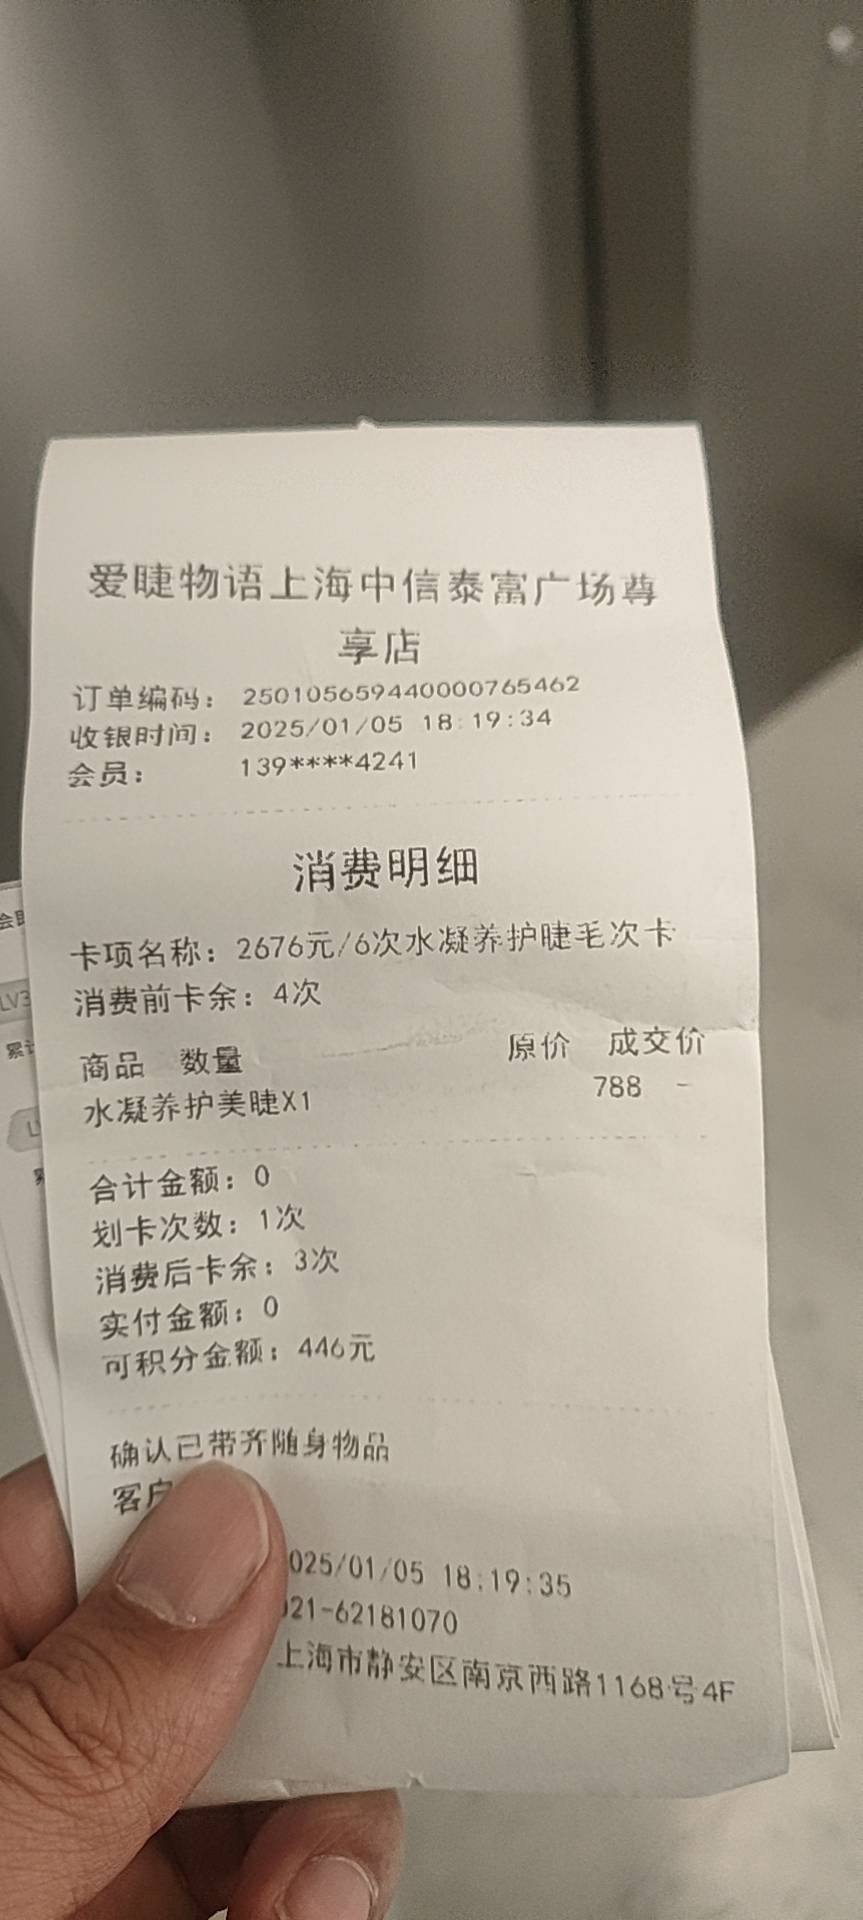 爱睫物语上海中信泰富广场尊
享店
订单编码： 250105659440000765462
收银时间： 2025/01/05 18:19:34
会员： 139****4241
消费明细
卡项名称：2676元/6次水凝养护睫毛次卡
消费前卡余：4次
商品 数量 原价 成交价
水凝养护美睫X1 788 -
合计金额：0
划卡次数：1次
消费后卡余：3次
实付金额：0
可积分金额：446元
确认已带齐随身物品
客户
025/01/05 18:19:35
21-62181070
上海市静安区南京西路1168号4F
LV3
累计